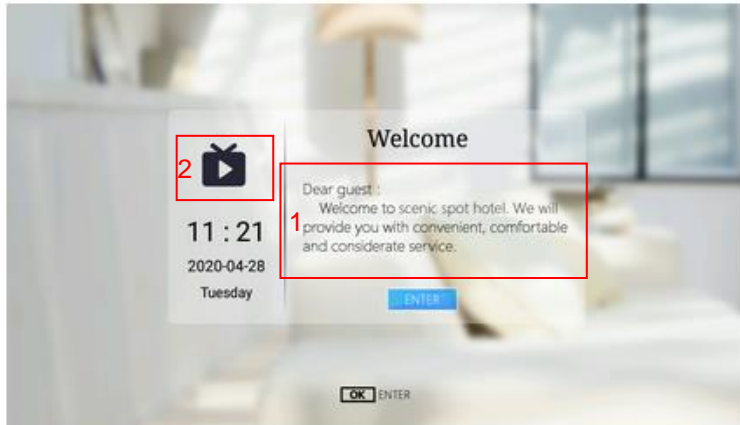 Welcome
2
Dear guest :
1
Welcome to scenic spot hotel. We will
provide you with convenient, comfortable
and considerate service.
11 : 21
2020-04-28
Tuesday
ENTER
OK ENTER